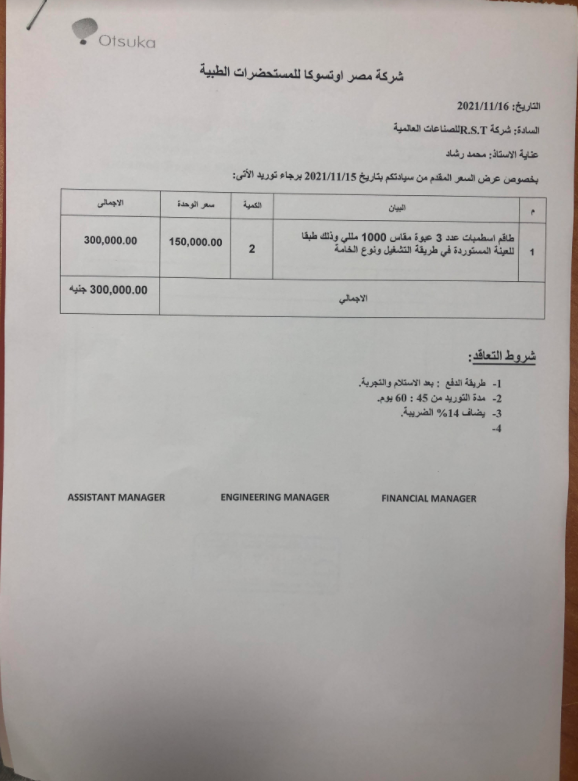 Otsuka
شركة مصر اوتسوكا للمستحضرات الطبية
التاريخ: 2021/11/16
السادة: شركة R.S.T للصناعات العالمية
عناية الاستاذ: محمد رشاد
بخصوص عرض السعر المقدم من سيادتكم بتاريخ 2021/11/15 برجاء توريد الأتى:
م البيان الكمية سعر الوحدة الاجمالى
1 طاقم اسطمبات عدد 3 عبوة مقاس 1000 مللي وذلك طبقا 2 150,000.00 300,000.00
للعينة المستوردة في طريقة التشغيل ونوع الخامة
الاجمالي 300,000.00 جنيه
شروط التعاقد:
1- طريقة الدفع : بعد الاستلام والتجربة.
2- مدة التوريد من 45 : 60 يوم.
3- يضاف 14% الضريبة.
4-
ASSISTANT MANAGER ENGINEERING MANAGER FINANCIAL MANAGER